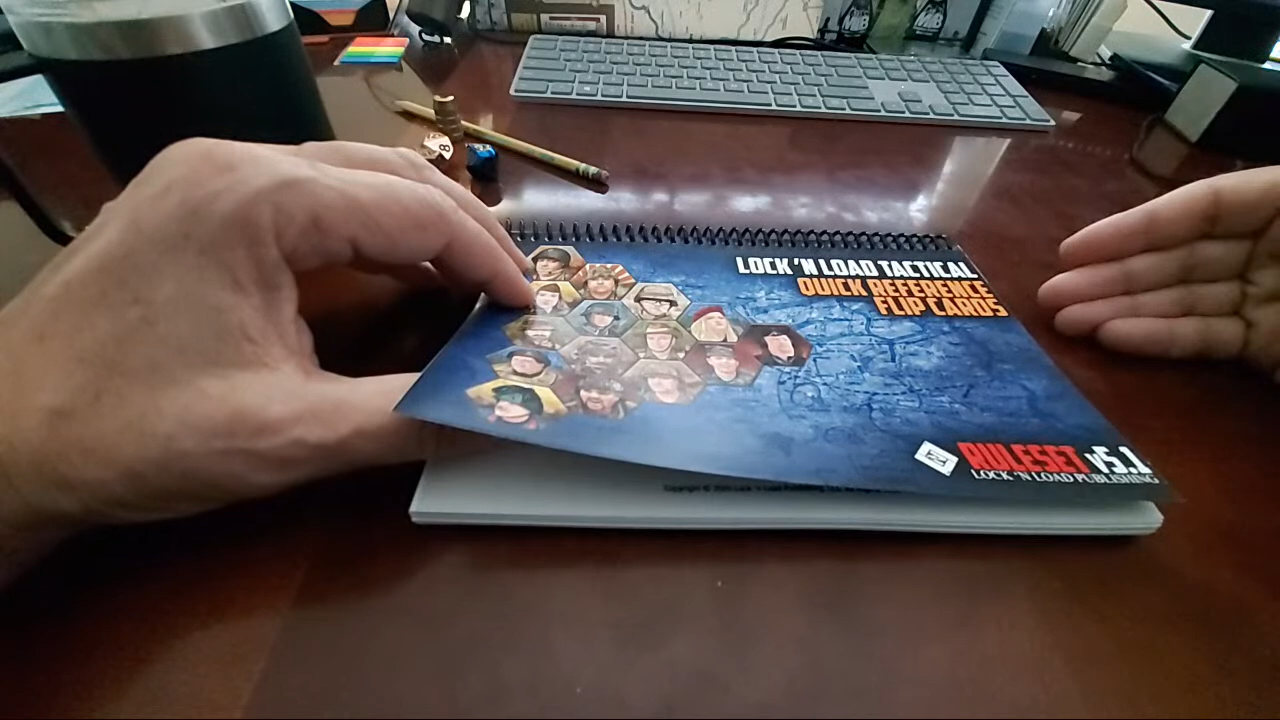 LOCK 'N LOAD TACTICAL
QUICK REFERENCE
FLIP CARDS
RULESET v5.1
LOCK 'N LOAD PUBLISHING